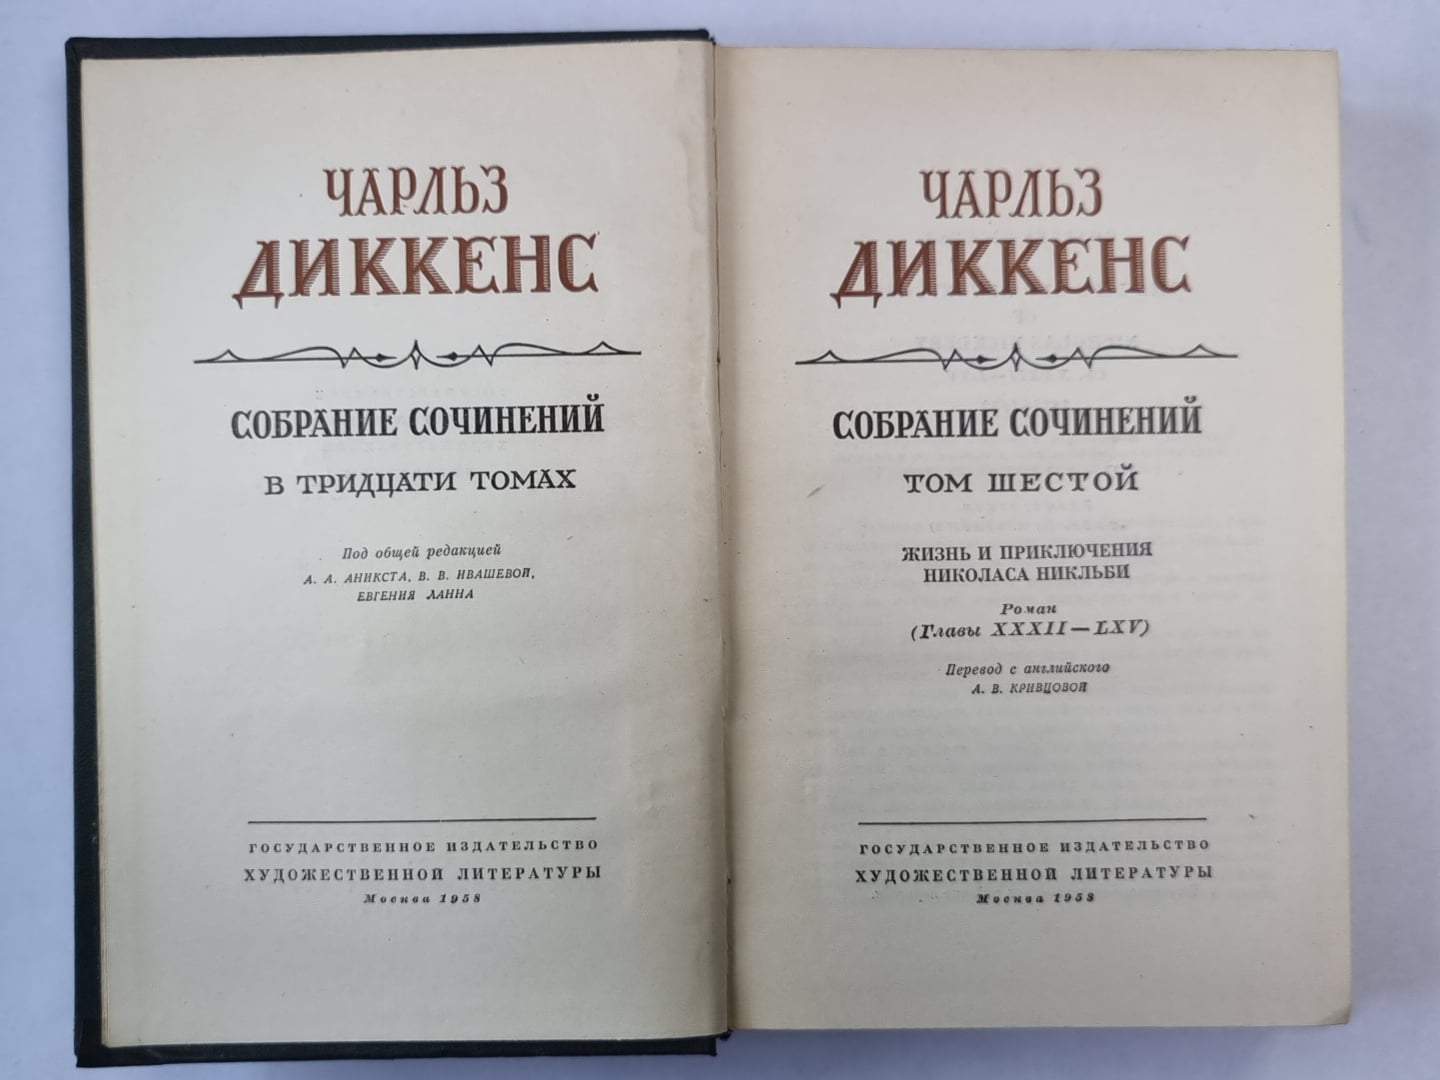 ЧАРЛЬЗ
ДИККЕНС
СОБРАНИЕ СОЧИНЕНИЙ
В ТРИДЦАТИ ТОМАХ
Под общей редакцией
А. А. АНИКСТА, В. В. ИВАШЕВОЙ,
ЕВГЕНИЯ ЛАННА
ГОСУДАРСТВЕННОЕ ИЗДАТЕЛЬСТВО
ХУДОЖЕСТВЕННОЙ ЛИТЕРАТУРЫ
Москва 1958
ЧАРЛЬЗ
ДИККЕНС
СОБРАНИЕ СОЧИНЕНИЙ
ТОМ ШЕСТОЙ
ЖИЗНЬ И ПРИКЛЮЧЕНИЯ
НИКОЛАСА НИКЛЬБИ
Роман
(Главы XXXII—LXV)
Перевод с английского
А. В. КРИВЦОВОЙ
ГОСУДАРСТВЕННОЕ ИЗДАТЕЛЬСТВО
ХУДОЖЕСТВЕННОЙ ЛИТЕРАТУРЫ
Москва 1958